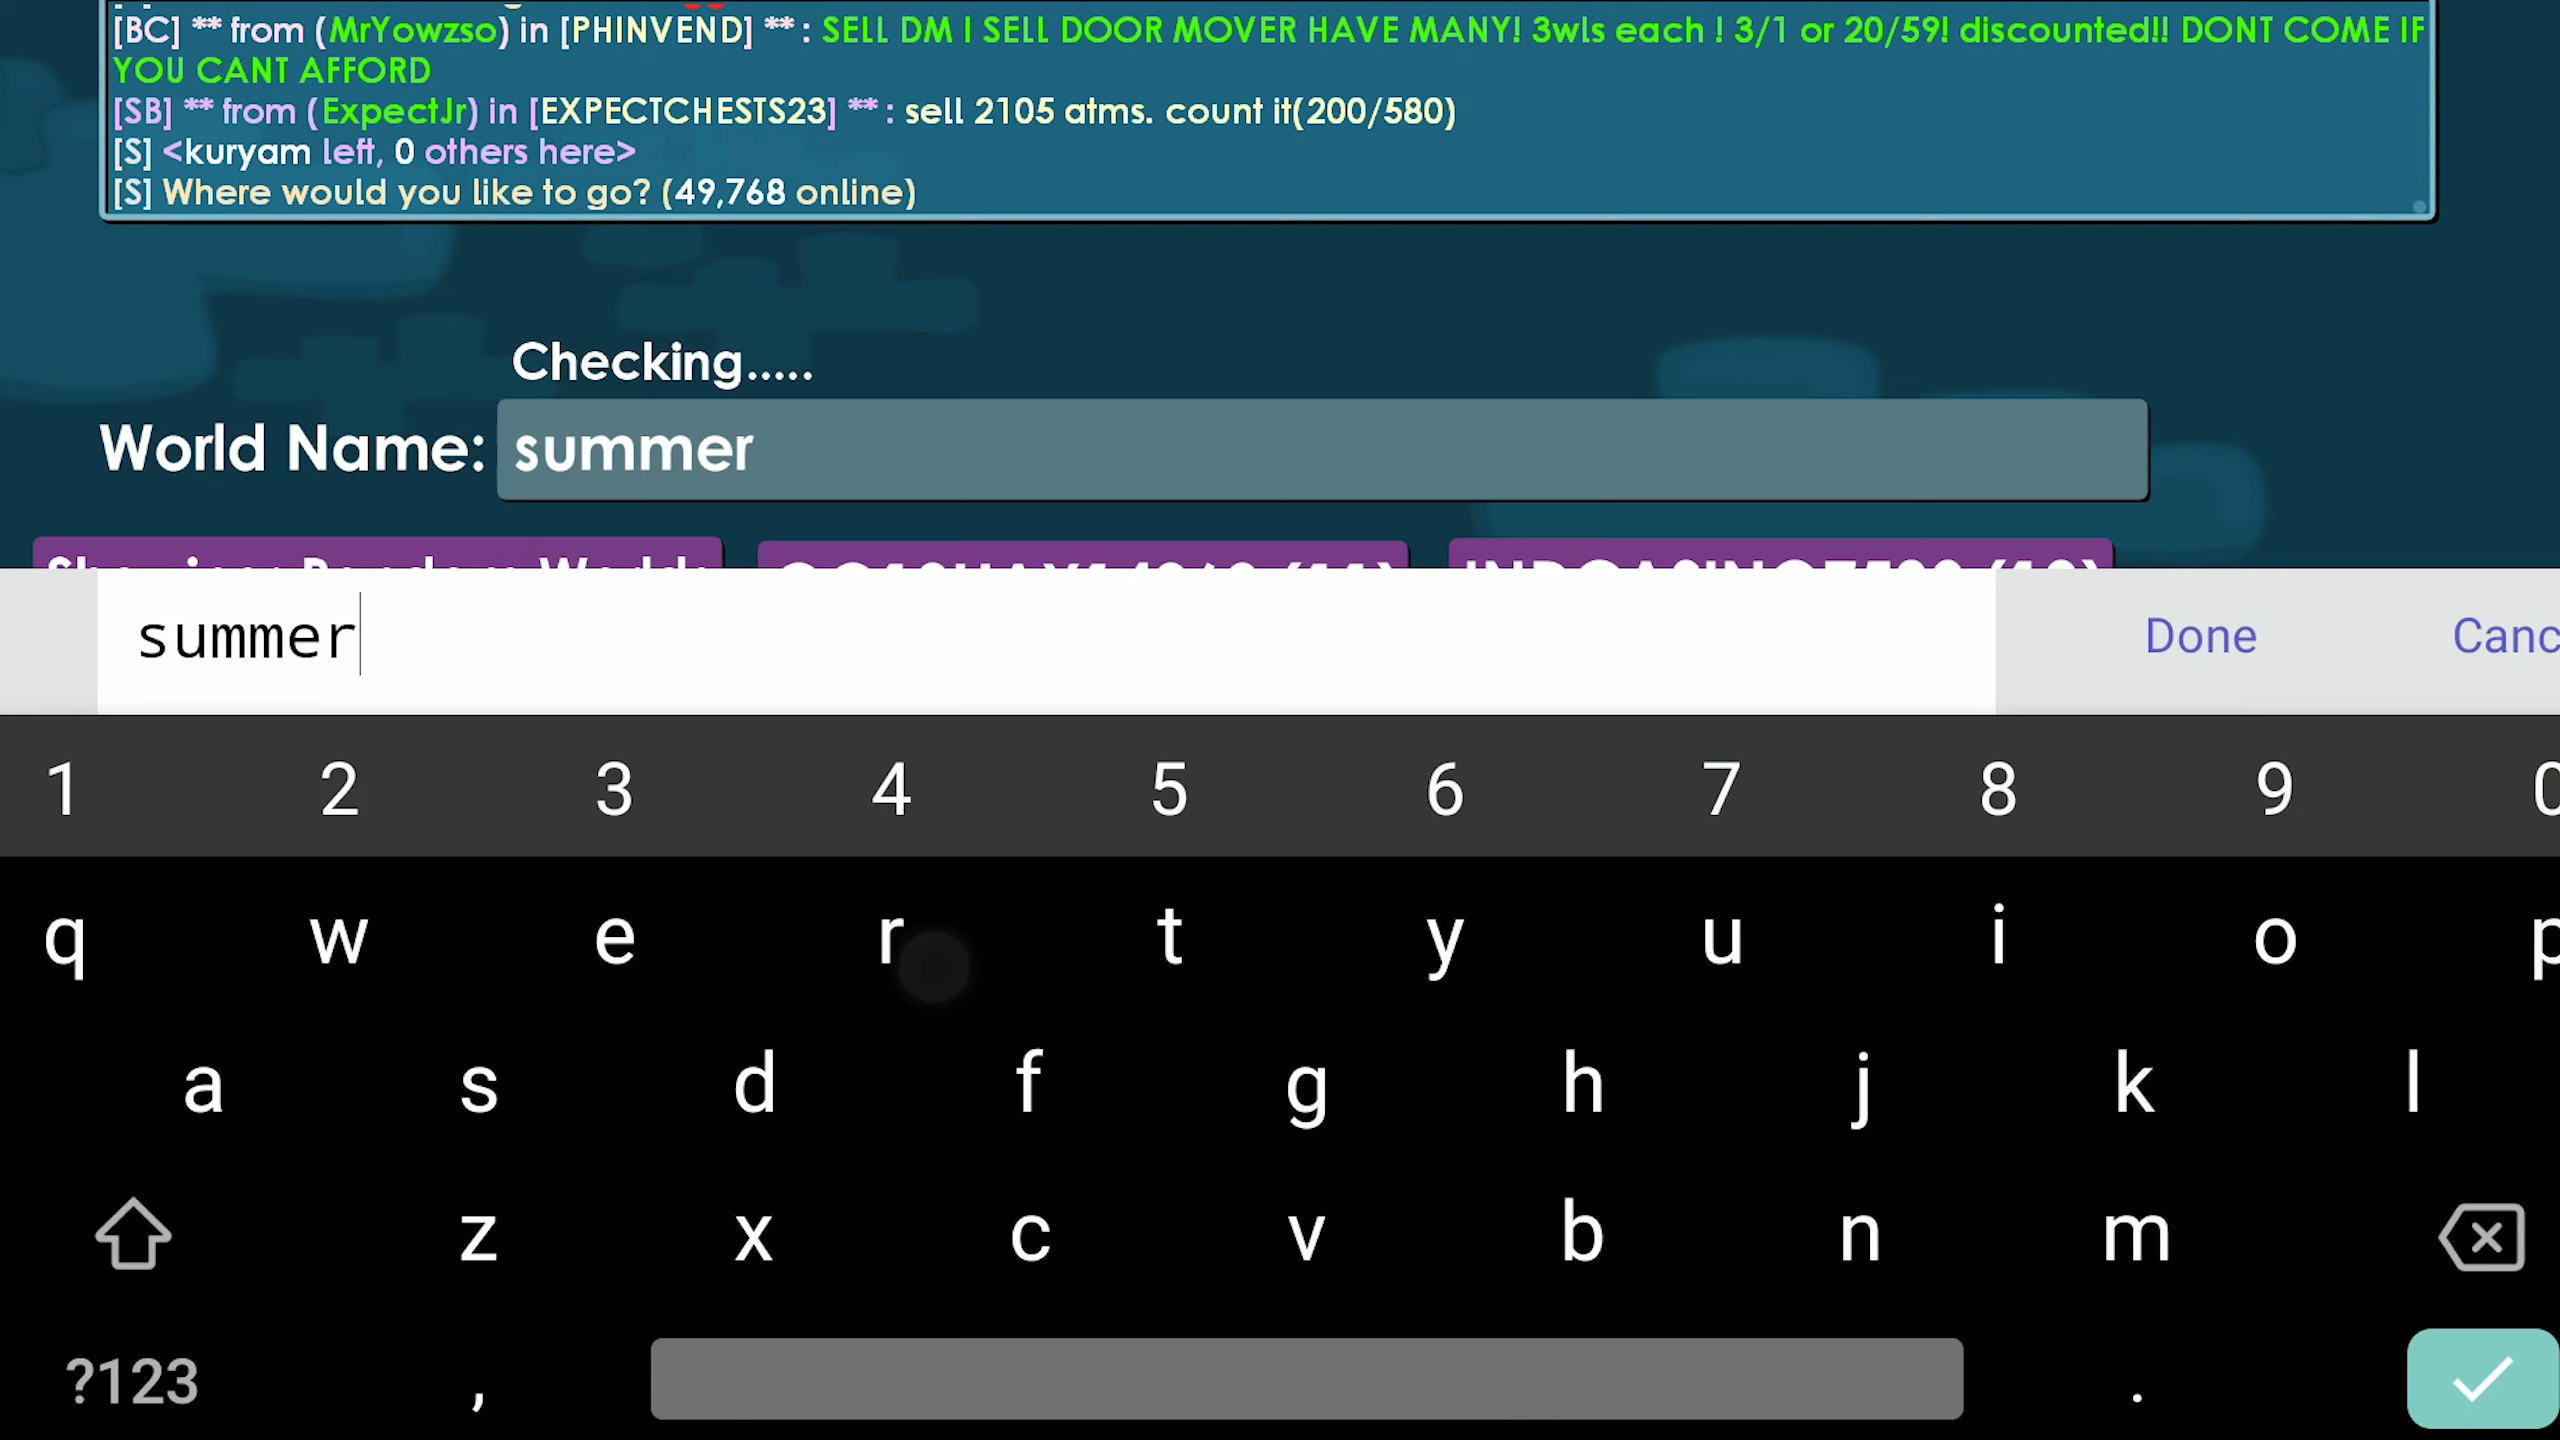 [BC] ** from (MrYowzso) in [PHINVEND] ** : SELL DM I SELL DOOR MOVER HAVE MANY! 3wls each ! 3/1 or 20/59! discounted!! DONT COME IF
YOU CANT AFFORD
[SB] ** from (ExpectJr) in [EXPECTCHESTS23] ** : sell 2105 atms. count it(200/580)
[S] <kuryam left, 0 others here>
[S] Where would you like to go? (49,768 online)
Checking.....
World Name: summer
summer Done Canc
1 2 3 4 5 6 7 8 9 0
q w e r t y u i o p
a s d f g h j k l
z x c v b n m
?123 , .